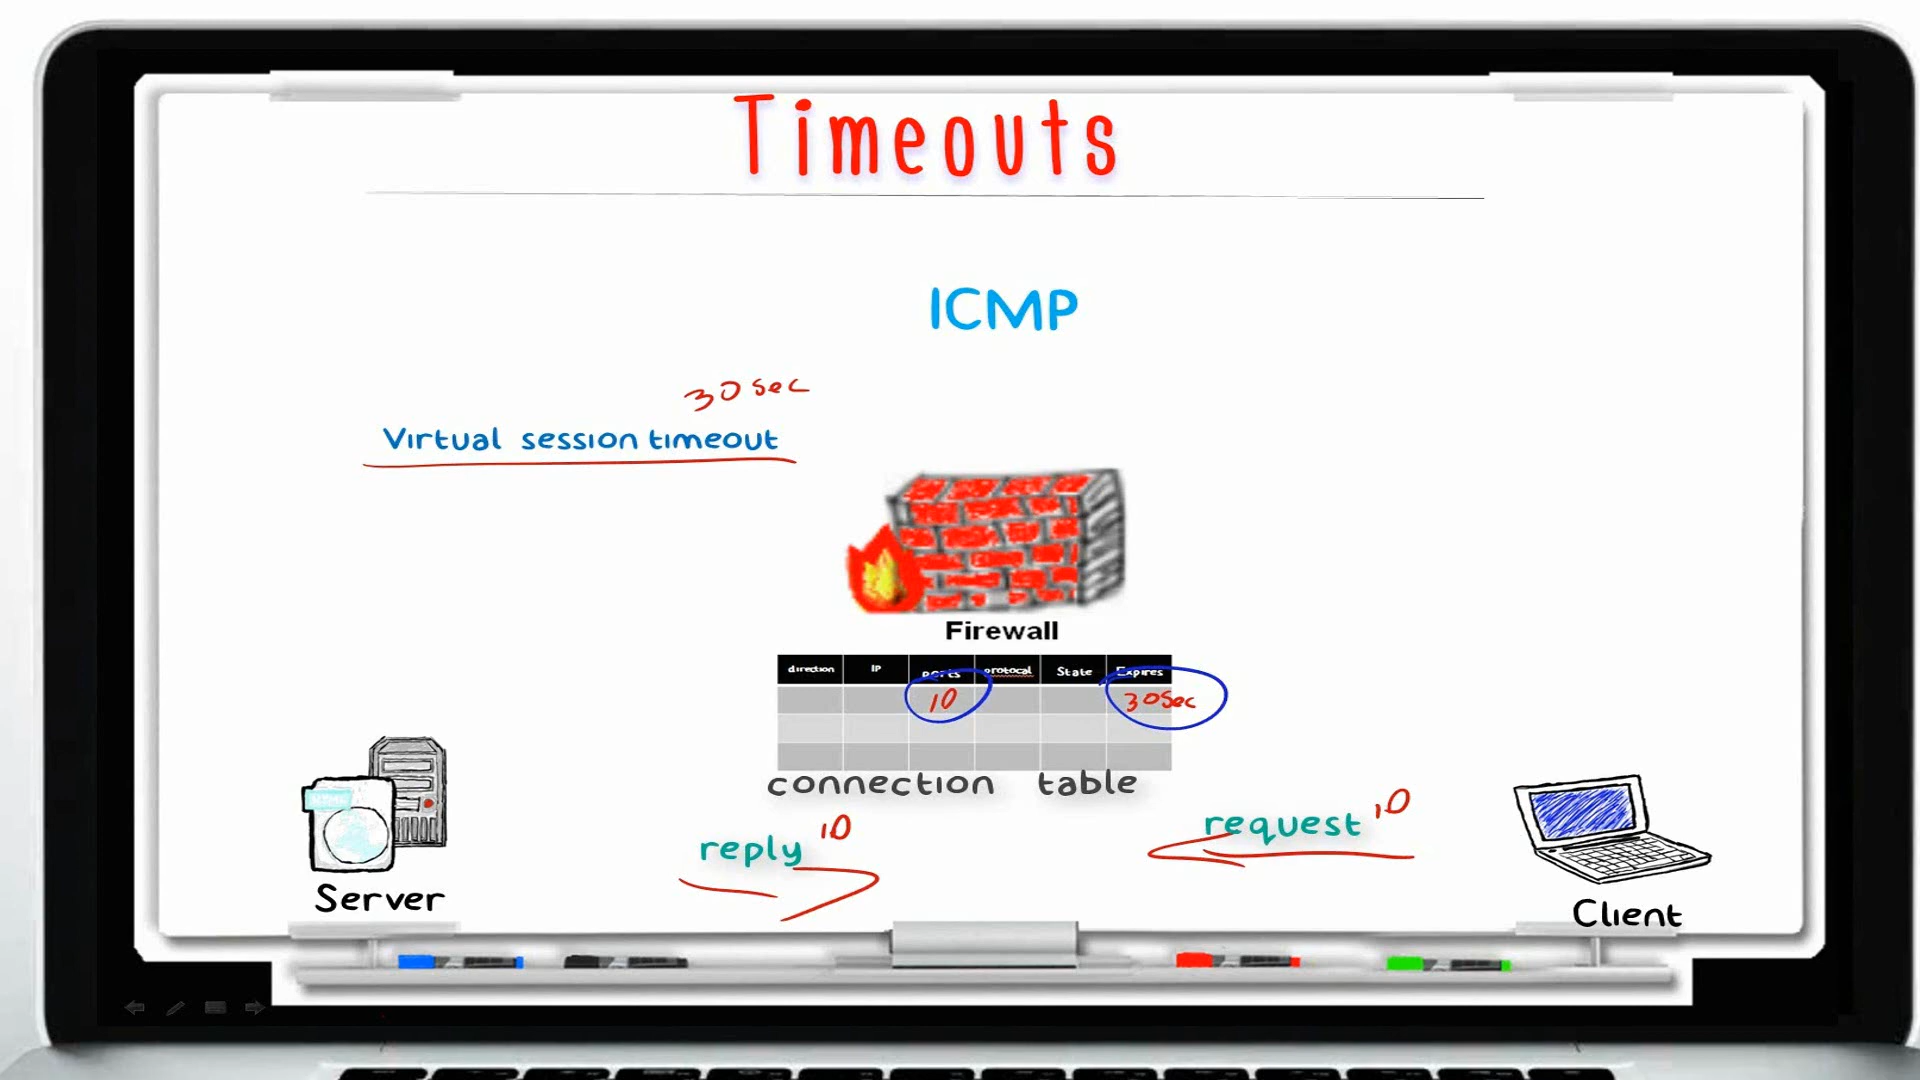 Timeouts
ICMP
30 sec
Virtual session timeout
Firewall
direction IP ports protocal State Expires
10 30Sec
connection table
reply 10
request 10
Server
Client